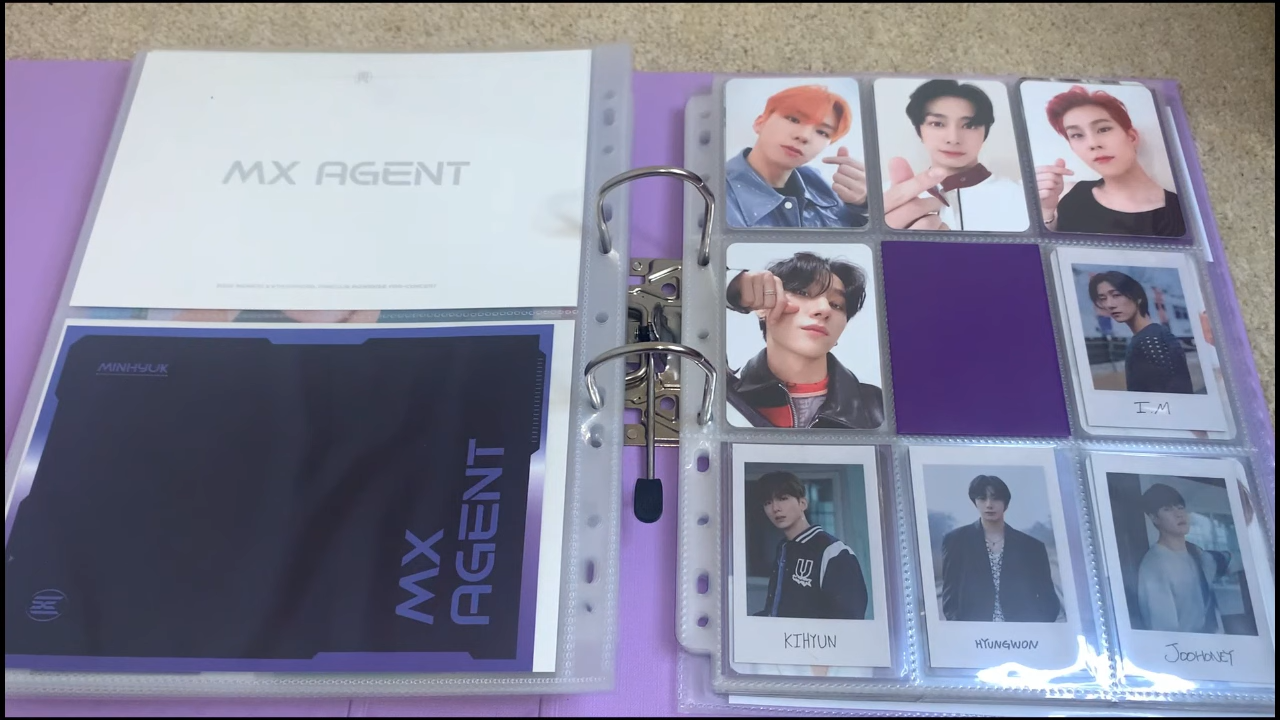 MX AGENT
MINHYUK
MX
AGENT
I.M
KIHYUN
HYUNGWON
JOOHONEY